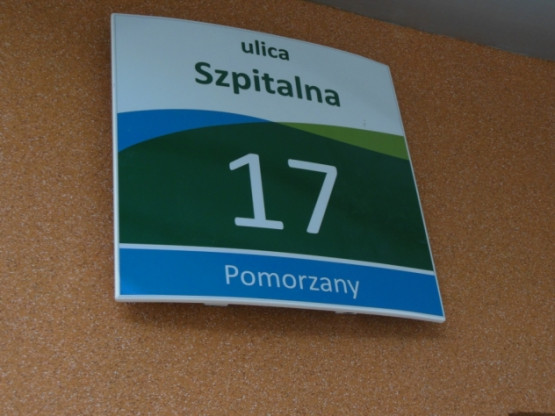 ulica
Szpitalna
17
Pomorzany